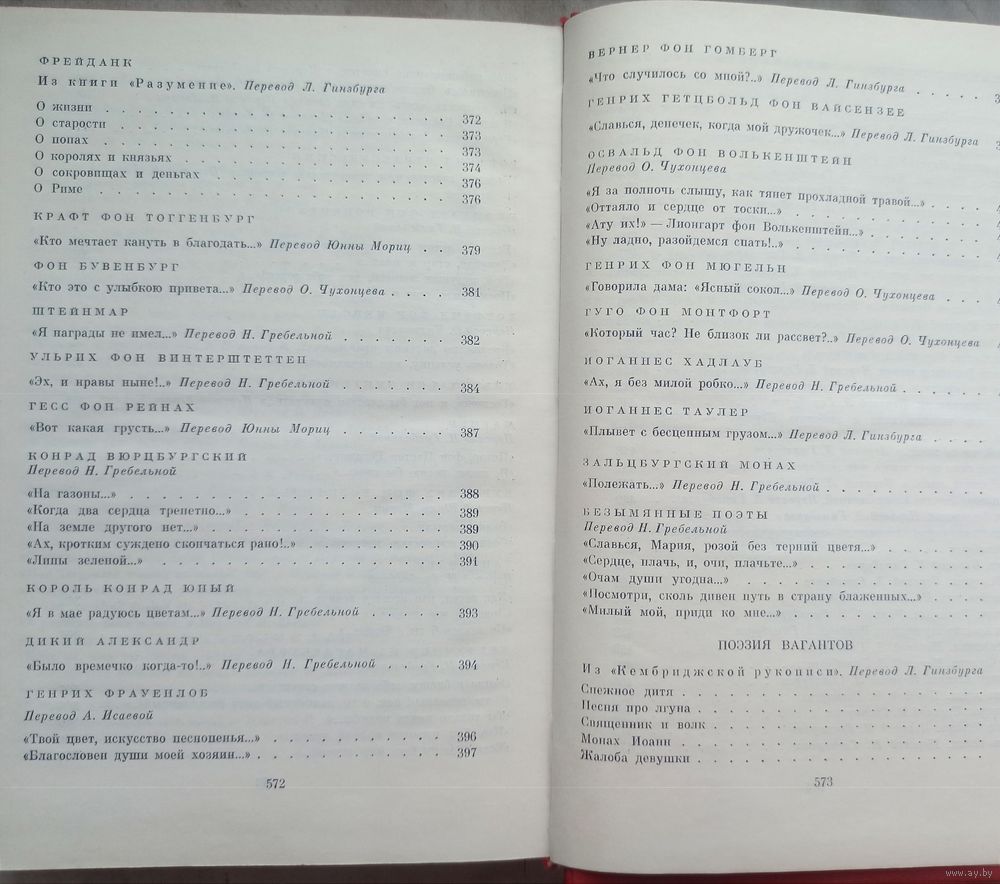 ФРЕЙДАНК
Из книги «Разумение». Перевод Л. Гинзбурга
О жизни . . . 372
О старости . . . 373
О попах . . . 373
О королях и князьях . . . 374
О сокровищах и деньгах . . . 376
О Риме . . . 376
КРАФТ ФОН ТОГГЕНБУРГ
«Кто мечтает кануть в благодать...» Перевод Юнны Мориц . . 379
ФОН БУВЕНБУРГ
«Кто это с улыбкою привета...» Перевод О. Чухонцева . . . . 381
ШТЕЙНМАР
«Я награды не имел...» Перевод Н. Гребельной . . . 382
УЛЬРИХ ФОН ВИНТЕРШТЕТТЕН
«Эх, и нравы ныне!..» Перевод Н. Гребельной . . . 384
ГЕСС ФОН РЕЙНАХ
«Вот какая грусть...» Перевод Юнны Мориц . . . 387
КОНРАД ВЮРЦБУРГСКИЙ
Перевод Н. Гребельной
«На газоны...» . . . 388
«Когда два сердца трепетно...» . . . 389
«На земле другого нет...» . . . 389
«Ах, кротким суждено скончаться рано!..» . . . 390
«Липы зеленой...» . . . 391
КОРОЛЬ КОНРАД ЮНЫЙ
«Я в мае радуюсь цветам...» Перевод Н. Гребельной . . . 393
ДИКИЙ АЛЕКСАНДР
«Было времечко когда-то!..» Перевод Н. Гребельной . . . . 394
ГЕНРИХ ФРАУЕНЛОБ
Перевод А. Исаевой
«Твой цвет, искусство песнопенья...» . . . 396
«Благословен души моей хозяин...» . . . 397
572
ВЕРНЕР ФОН ГОМБЕРГ
«Что случилось со мной?..» Перевод Л. Гинзбурга . . .
ГЕНРИХ ГЕТЦБОЛЬД ФОН ВАЙСЕНЗЕЕ
«Славься, денечек, когда мой дружочек...» Перевод Л. Гинзбурга
ОСВАЛЬД ФОН ВОЛЬКЕНШТЕЙН
Перевод О. Чухонцева
«Я за полночь слышу, как тянет прохладной травой...» . . .
«Оттаяло и сердце от тоски...» . . .
«Ату их!» — Лионгарт фон Волькенштейн...» . . .
«Ну ладно, разойдемся спать!..» . . .
ГЕНРИХ ФОН МЮГЕЛЬН
«Говорила дама: «Ясный сокол...» Перевод О. Чухонцева . . .
ГУГО ФОН МОНТФОРТ
«Который час? Не близок ли рассвет?..» Перевод О. Чухонцева
ИОГАННЕС ХАДЛАУБ
«Ах, я без милой робко...» Перевод Н. Гребельной . . .
ИОГАННЕС ТАУЛЕР
«Плывет с бесценным грузом...» Перевод Л. Гинзбурга . . .
ЗАЛЬЦБУРГСКИЙ МОНАХ
«Полежать...» Перевод Н. Гребельной . . .
БЕЗЫМЯННЫЕ ПОЭТЫ
Перевод Н. Гребельной
«Славься, Мария, розой без терний цветя...» . . .
«Сердце, плачь, и, очи, плачьте...» . . .
«Очам души угодна...» . . .
«Посмотри, сколь дивен путь в страну блаженных...» . . .
«Милый мой, приди ко мне...» . . .
ПОЭЗИЯ ВАГАНТОВ
Из «Кембриджской рукописи». Перевод Л. Гинзбурга
Снежное дитя . . .
Песня про лгуна . . .
Священник и волк . . .
Монах Иоанн . . .
Жалоба девушки . . .
573
www.ay.by